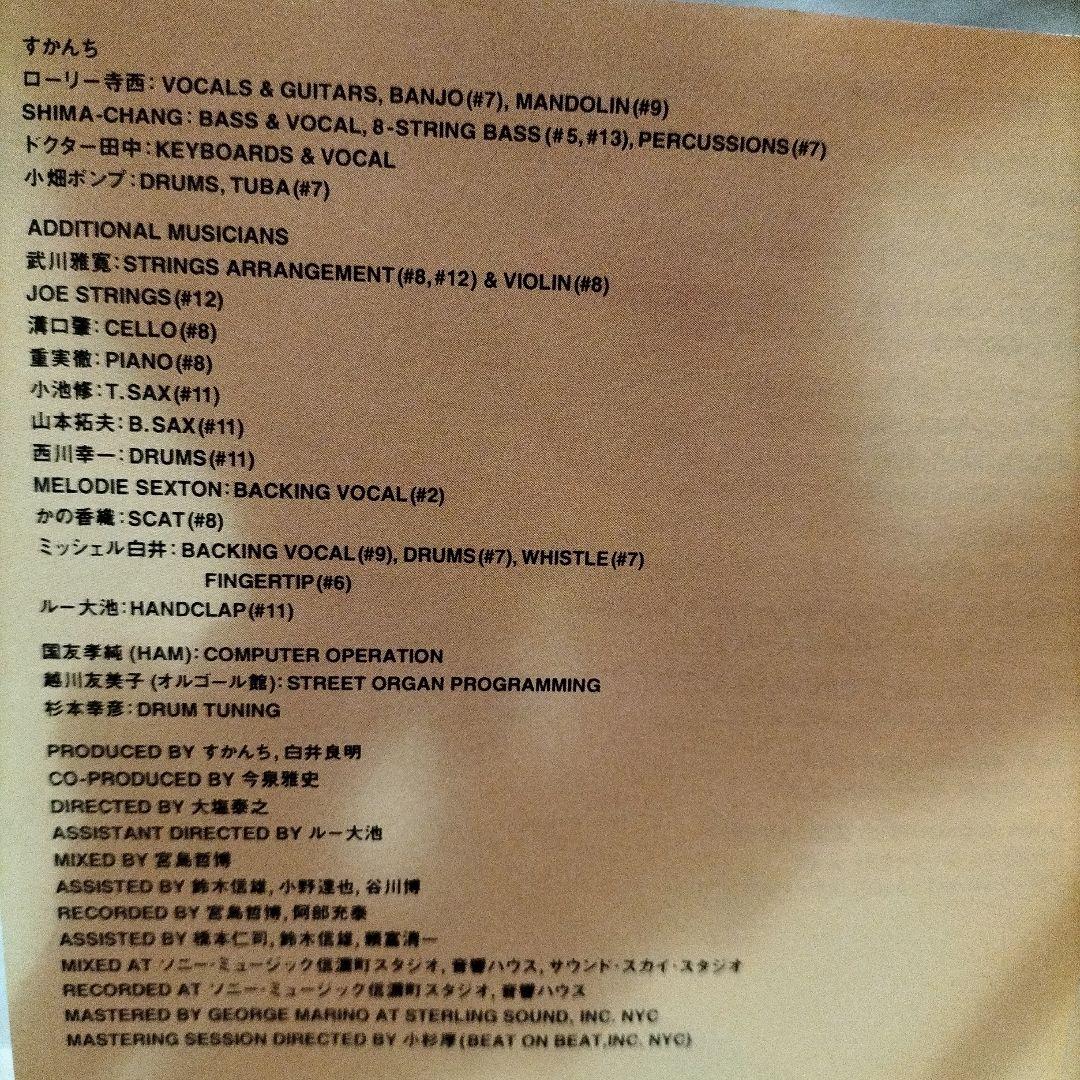 すかんち
ローリー寺西: VOCALS & GUITARS, BANJO(#7), MANDOLIN(#9)
SHIMA-CHANG: BASS & VOCAL, 8-STRING BASS(#5,#13), PERCUSSIONS(#7)
ドクター田中:KEYBOARDS & VOCAL
小畑ポンプ:DRUMS, TUBA(#7)
ADDITIONAL MUSICIANS
武川雅寛:STRINGS ARRANGEMENT(#8,#12) & VIOLIN(#8)
JOE STRINGS(#12)
溝口肇:CELLO(#8)
重実徹:PIANO(#8)
小池修:T.SAX(#11)
山本拓夫:B.SAX(#11)
西川幸一:DRUMS(#11)
MELODIE SEXTON:BACKING VOCAL(#2)
かの香織:SCAT(#8)
ミッシェル白井: BACKING VOCAL(#9), DRUMS(#7), WHISTLE(#7)
FINGERTIP(#6)
ルー大池:HANDCLAP(#11)
国友孝純 (HAM): COMPUTER OPERATION
越川友美子 (オルゴール館): STREET ORGAN PROGRAMMING
杉本幸彦: DRUM TUNING
PRODUCED BY すかんち, 白井良明
CO-PRODUCED BY 今泉雅史
DIRECTED BY 大塩泰之
ASSISTANT DIRECTED BY ルー大池
MIXED BY 宮島哲博
ASSISTED BY 鈴木信雄, 小野達也, 谷川博
RECORDED BY 宮島哲博, 阿部充泰
ASSISTED BY 橋本仁司, 鈴木信雄, 清一
MIXED AT ソニー・ミュージック信濃町スタジオ, 音響ハウス, サウンド・スカイ・スタジオ
RECORDED AT ソニー・ミュージック信濃町スタジオ, 音響ハウス
MASTERED BY GEORGE MARINO AT STERLING SOUND, INC. NYC
MASTERING SESSION DIRECTED BY 小杉厚(BEAT ON BEAT,INC. NYC)